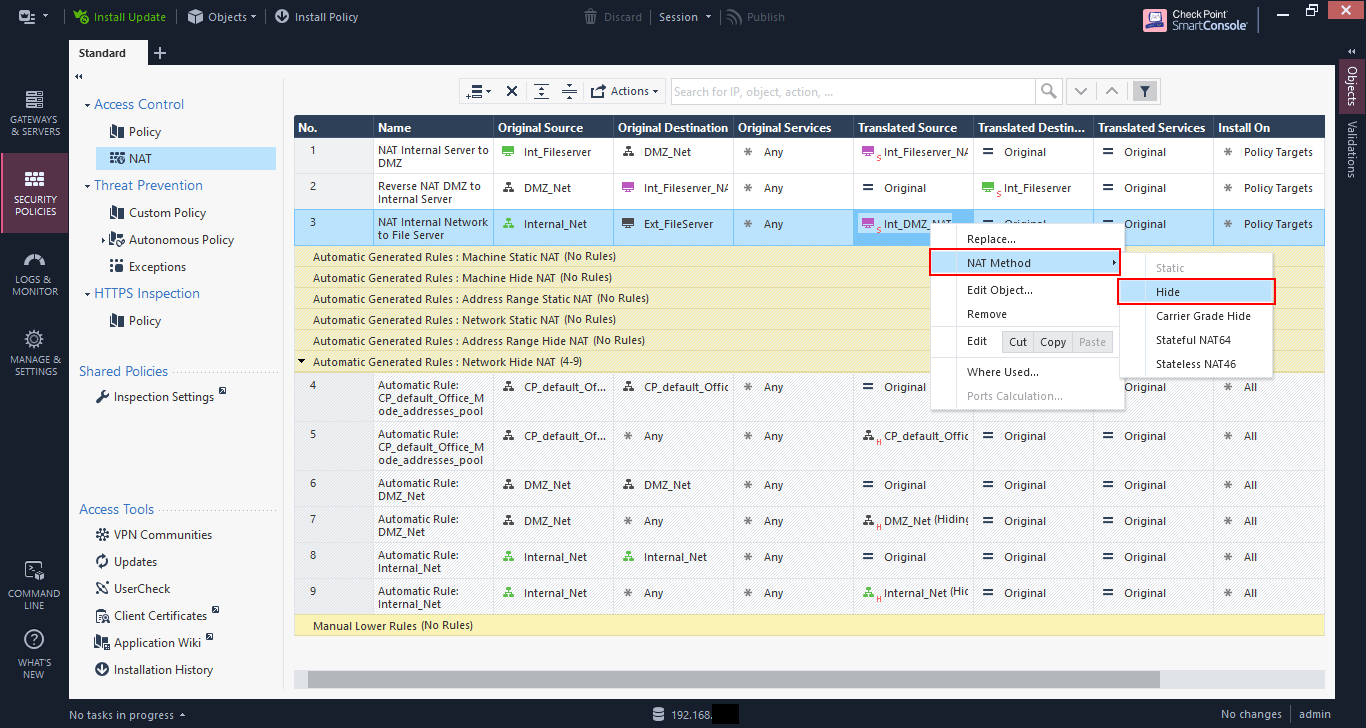 Install Update
Objects
Install Policy
Discard
Session
Publish
Check Point
SmartConsole
Standard
GATEWAYS
& SERVERS
SECURITY
POLICIES
LOGS &
MONITOR
MANAGE &
SETTINGS
COMMAND
LINE
WHAT'S
NEW
Access Control
Policy
NAT
Threat Prevention
Custom Policy
Autonomous Policy
Exceptions
HTTPS Inspection
Policy
Shared Policies
Inspection Settings
Access Tools
VPN Communities
Updates
UserCheck
Client Certificates
Application Wiki
Installation History
Actions
Search for IP, object, action, ...
No. Name Original Source Original Destination Original Services Translated Source Translated Destin... Translated Services Install On
1 NAT Internal Server to Int_Fileserver DMZ_Net * Any S Int_Fileserver_NA = Original = Original * Policy Targets
DMZ
2 Reverse NAT DMZ to DMZ_Net Int_Fileserver_NA * Any = Original S Int_Fileserver = Original * Policy Targets
Internal Server
3 NAT Internal Network Internal_Net Ext_FileServer * Any S Int_DMZ_NAT = Original = Original * Policy Targets
to File Server
Automatic Generated Rules : Machine Static NAT (No Rules)
Automatic Generated Rules : Machine Hide NAT (No Rules)
Automatic Generated Rules : Address Range Static NAT (No Rules)
Automatic Generated Rules : Network Static NAT (No Rules)
Automatic Generated Rules : Address Range Hide NAT (No Rules)
Automatic Generated Rules : Network Hide NAT (4-9)
4 Automatic Rule: CP_default_Of... CP_default_Offic * Any = Original = Original = Original * All
CP_default_Office_M
ode_addresses_pool
5 Automatic Rule: CP_default_Of... * Any * Any H CP_default_Offic = Original = Original * All
CP_default_Office_M
ode_addresses_pool
6 Automatic Rule: DMZ_Net DMZ_Net * Any = Original = Original = Original * All
DMZ_Net
7 Automatic Rule: DMZ_Net * Any * Any H DMZ_Net (Hiding = Original = Original * All
DMZ_Net
8 Automatic Rule: Internal_Net Internal_Net * Any = Original = Original = Original * All
Internal_Net
9 Automatic Rule: Internal_Net * Any * Any H Internal_Net (Hic = Original = Original * All
Internal_Net
Manual Lower Rules (No Rules)
Replace...
NAT Method
Edit Object...
Remove
Edit Cut Copy Paste
Where Used...
Ports Calculation...
Static
Hide
Carrier Grade Hide
Stateful NAT64
Stateless NAT46
Objects
Validations
No tasks in progress
192.168.
No changes
admin